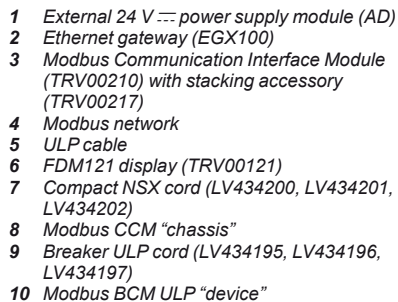 1 External 24 V ⎓ power supply module (AD)
2 Ethernet gateway (EGX100)
3 Modbus Communication Interface Module
(TRV00210) with stacking accessory
(TRV00217)
4 Modbus network
5 ULP cable
6 FDM121 display (TRV00121)
7 Compact NSX cord (LV434200, LV434201,
LV434202)
8 Modbus CCM “chassis”
9 Breaker ULP cord (LV434195, LV434196,
LV434197)
10 Modbus BCM ULP “device”